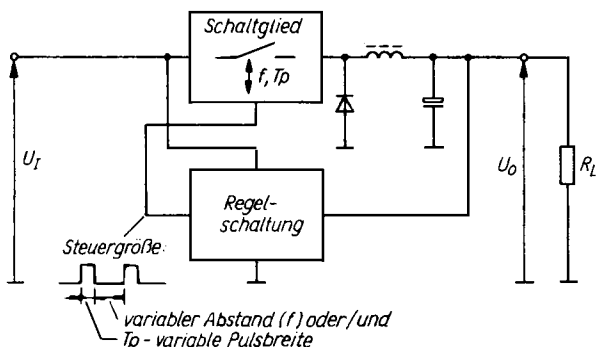 Schaltglied
f, Tp
U_I
Regel-
schaltung
U_O
R_L
Steuergröße:
variabler Abstand (f) oder/und
Tp - variable Pulsbreite